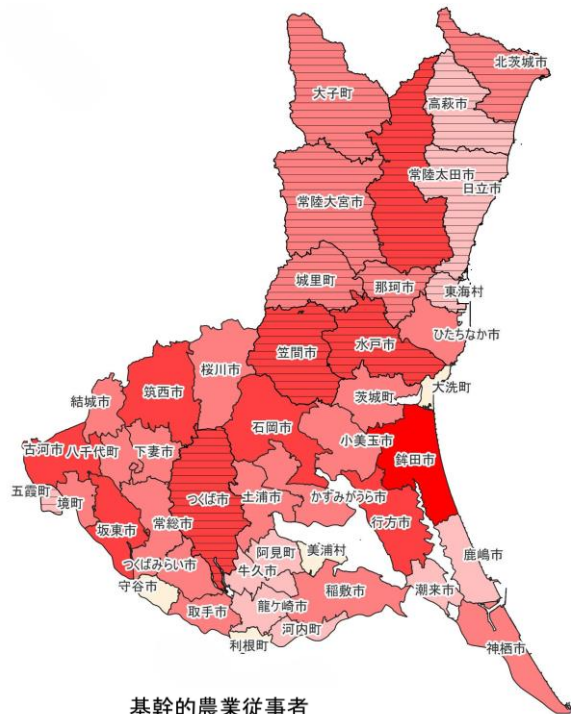 北茨城市
大子町
高萩市
常陸太田市
日立市
常陸大宮市
城里町
那珂市
東海村
ひたちなか市
笠間市
水戸市
桜川市
大洗町
筑西市
茨城町
結城市
石岡市
小美玉市
古河市
八千代町
下妻市
鉾田市
五霞町
境町
つくば市
土浦市
かすみがうら市
坂東市
常総市
行方市
阿見町
美浦村
鹿嶋市
つくばみらい市
牛久市
守谷市
稲敷市
潮来市
取手市
龍ケ崎市
河内町
利根町
神栖市
基幹的農業従事者